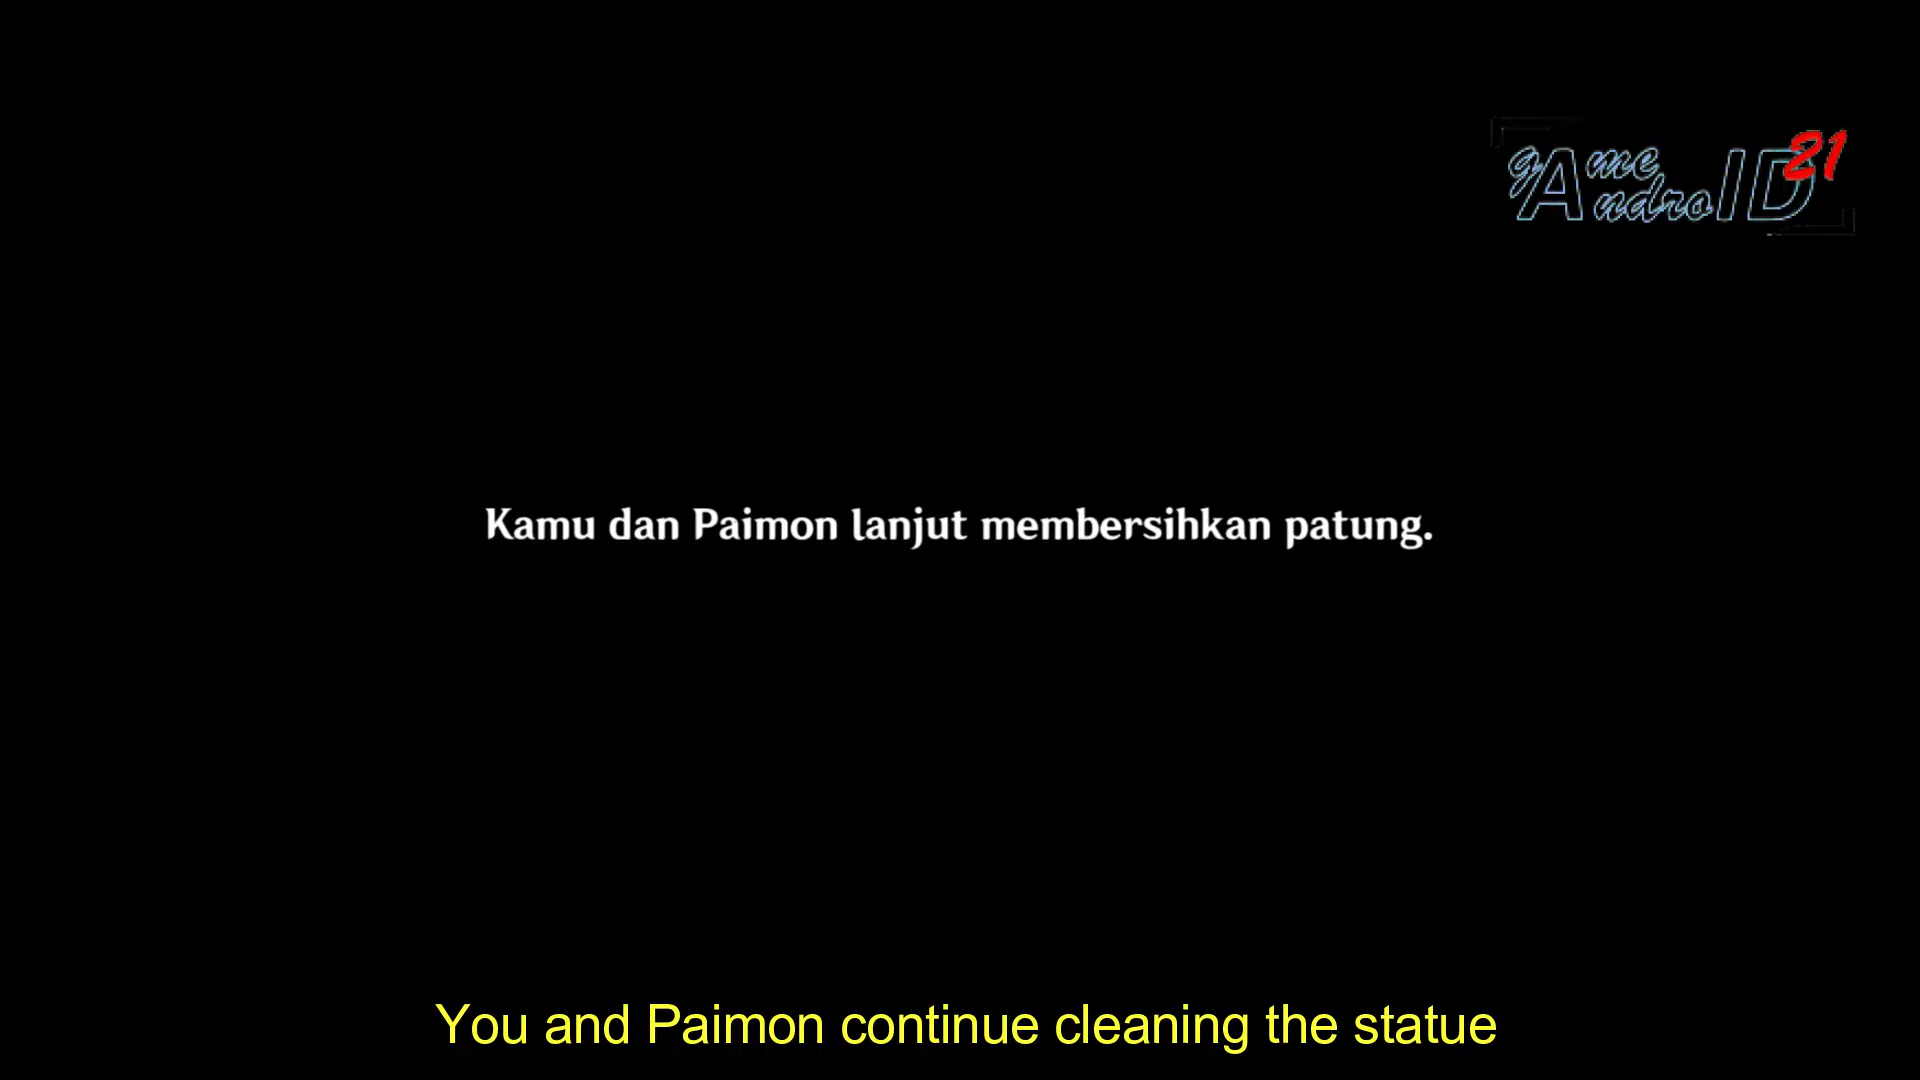 gAme AndroID 21
Kamu dan Paimon lanjut membersihkan patung.
You and Paimon continue cleaning the statue